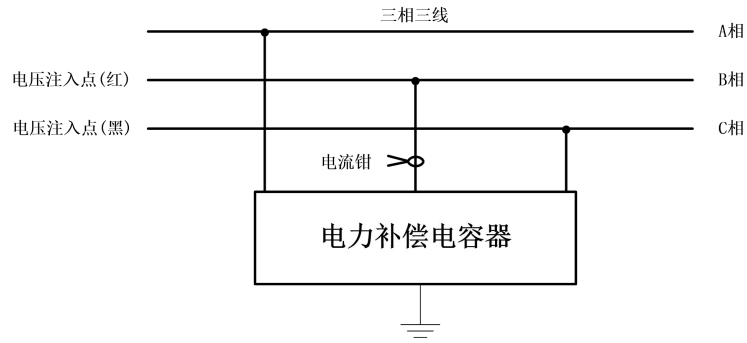 三相三线
A相
电压注入点(红)
B相
电压注入点(黑)
C相
电流钳
电力补偿电容器